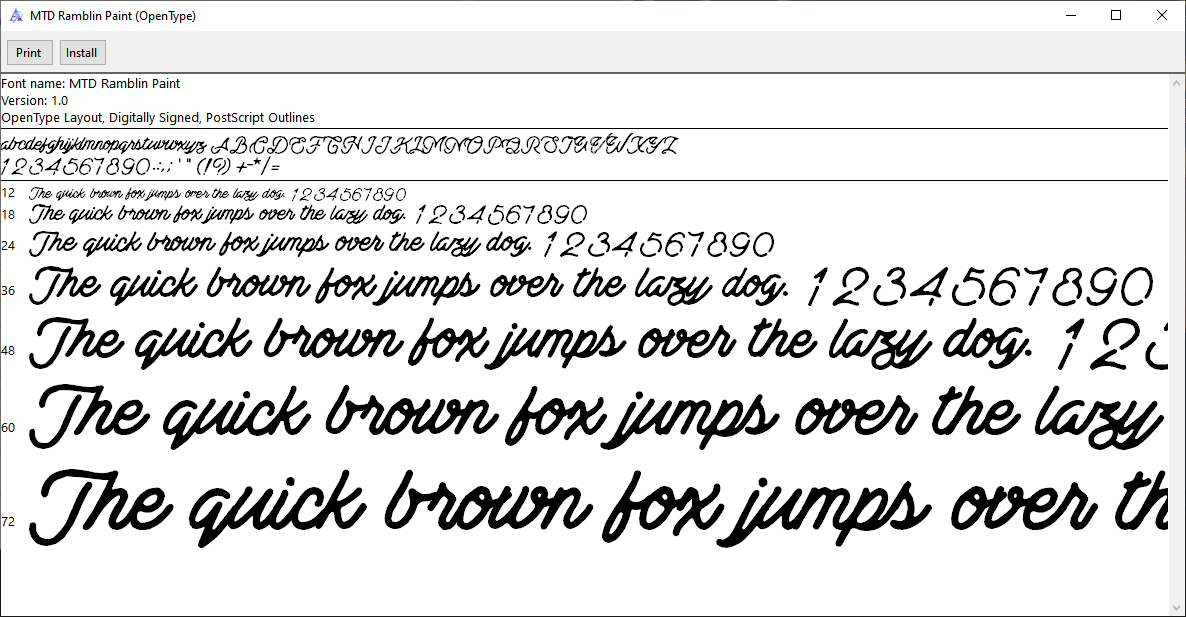 MTD Ramblin Paint (OpenType)
Print Install
Font name: MTD Ramblin Paint
Version: 1.0
OpenType Layout, Digitally Signed, PostScript Outlines
abcdefghijklmnopqrstuvwxyz ABCDEFGHIJKLMNOPQRSTUVWXYZ
1234567890.:,; ' " (!?) +-*/=
12 The quick brown fox jumps over the lazy dog. 1234567890
18 The quick brown fox jumps over the lazy dog. 1234567890
24 The quick brown fox jumps over the lazy dog. 1234567890
36 The quick brown fox jumps over the lazy dog. 1234567890
48 The quick brown fox jumps over the lazy dog. 123
60 The quick brown fox jumps over the lazy
72 The quick brown fox jumps over th